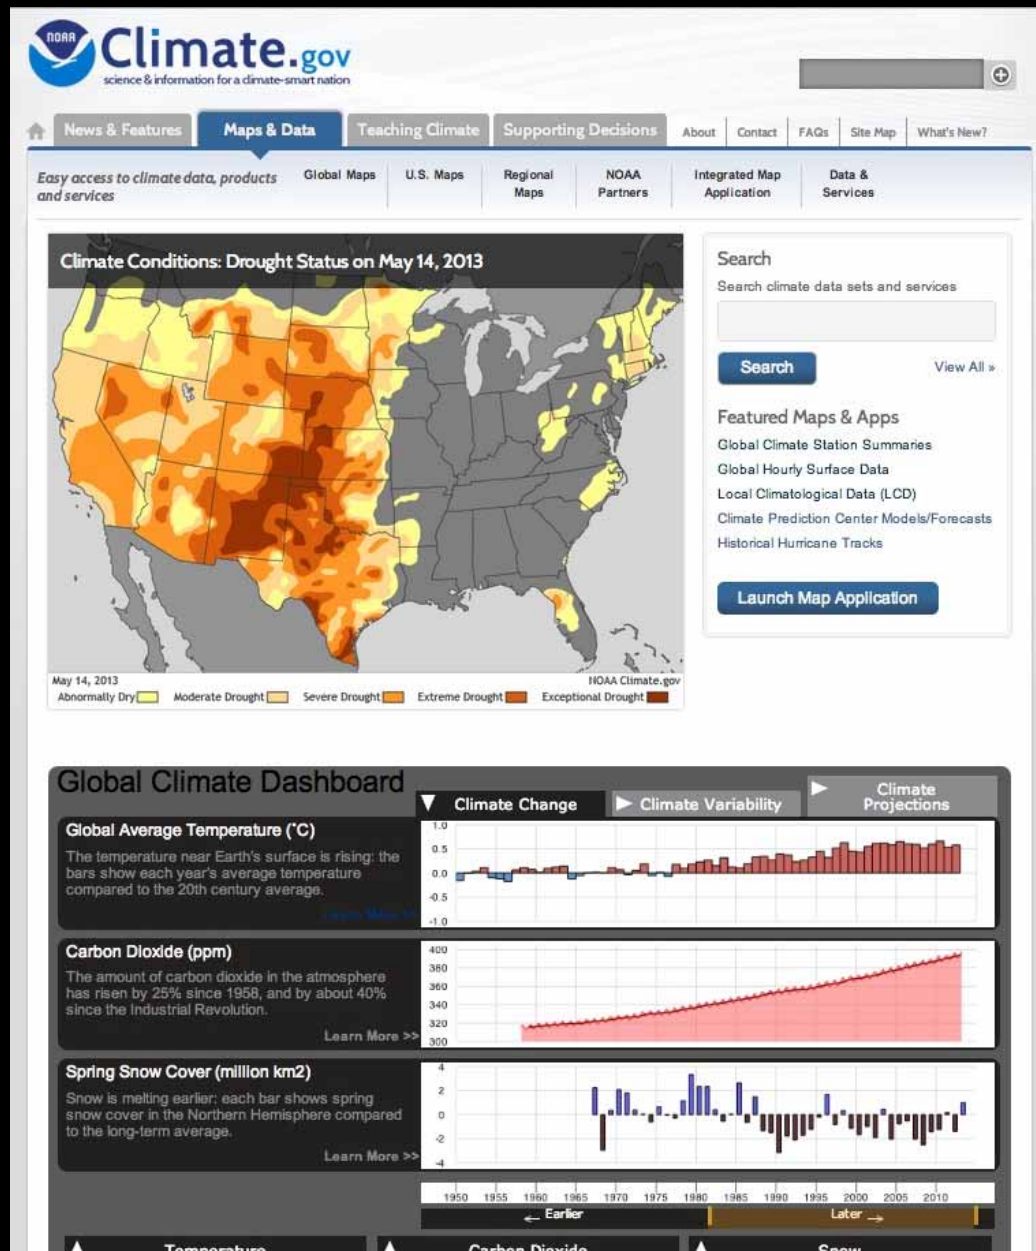 NOAA
Climate.gov
science & information for a climate-smart nation
News & Features
Maps & Data
Teaching Climate
Supporting Decisions
About
Contact
FAQs
Site Map
What's New?
Easy access to climate data, products
and services
Global Maps
U.S. Maps
Regional
Maps
NOAA
Partners
Integrated Map
Application
Data &
Services
Climate Conditions: Drought Status on May 14, 2013
May 14, 2013
NOAA Climate.gov
Abnormally Dry
Moderate Drought
Severe Drought
Extreme Drought
Exceptional Drought
Search
Search climate data sets and services
Search
View All »
Featured Maps & Apps
Global Climate Station Summaries
Global Hourly Surface Data
Local Climatological Data (LCD)
Climate Prediction Center Models/Forecasts
Historical Hurricane Tracks
Launch Map Application
Global Climate Dashboard
Climate Change
Climate Variability
Climate
Projections
Global Average Temperature (°C)
The temperature near Earth's surface is rising: the
bars show each year's average temperature
compared to the 20th century average.
Learn More >>
1.0
0.5
0.0
-0.5
-1.0
Carbon Dioxide (ppm)
The amount of carbon dioxide in the atmosphere
has risen by 25% since 1958, and by about 40%
since the Industrial Revolution.
Learn More >>
400
380
360
340
320
300
Spring Snow Cover (million km2)
Snow is melting earlier: each bar shows spring
snow cover in the Northern Hemisphere compared
to the long-term average.
Learn More >>
4
2
0
-2
-4
1950 1955 1960 1965 1970 1975 1980 1985 1990 1995 2000 2005 2010
← Earlier
Later →
Temperature
Carbon Dioxide
Snow